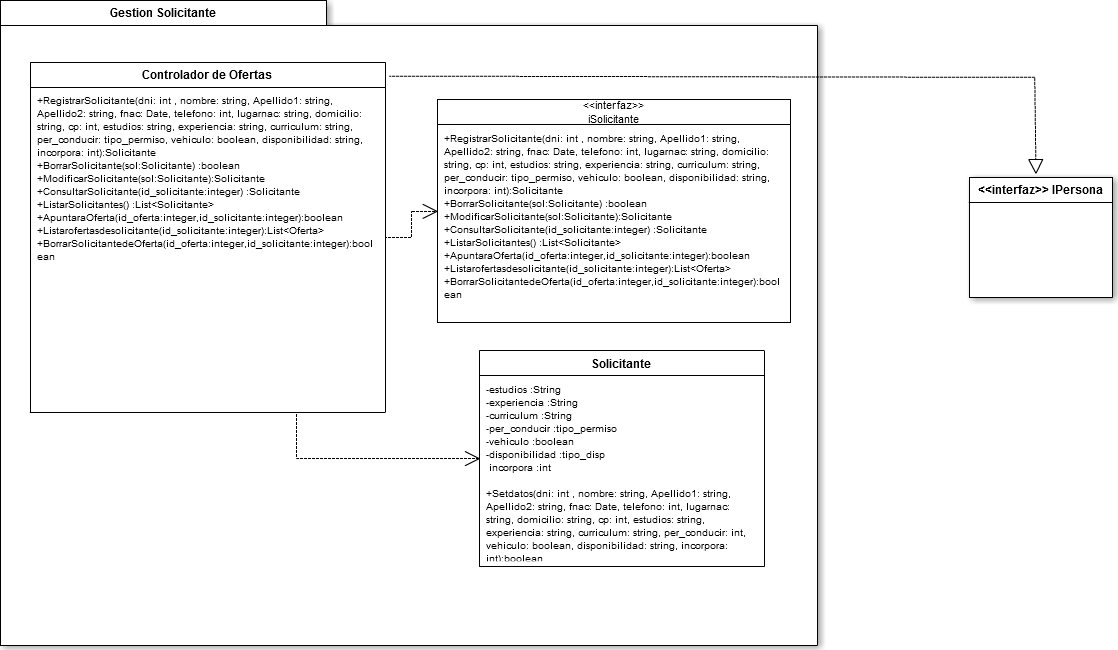 Gestion Solicitante
Controlador de Ofertas
+RegistrarSolicitante(dni: int , nombre: string, Apellido1: string,
Apellido2: string, fnac: Date, telefono: int, lugarnac: string, domicilio:
string, cp: int, estudios: string, experiencia: string, curriculum: string,
per_conducir: tipo_permiso, vehiculo: boolean, disponibilidad: string,
incorpora: int):Solicitante
+BorrarSolicitante(sol:Solicitante) :boolean
+ModificarSolicitante(sol:Solicitante):Solicitante
+ConsultarSolicitante(id_solicitante:integer) :Solicitante
+ListarSolicitantes() :List<Solicitante>
+ApuntaraOferta(id_oferta:integer,id_solicitante:integer):boolean
+Listarofertasdesolicitante(id_solicitante:integer):List<Oferta>
+BorrarSolicitantedeOferta(id_oferta:integer,id_solicitante:integer):bool
ean
<<interfaz>>
iSolicitante
+RegistrarSolicitante(dni: int , nombre: string, Apellido1: string,
Apellido2: string, fnac: Date, telefono: int, lugarnac: string, domicilio:
string, cp: int, estudios: string, experiencia: string, curriculum: string,
per_conducir: tipo_permiso, vehiculo: boolean, disponibilidad: string,
incorpora: int):Solicitante
+BorrarSolicitante(sol:Solicitante) :boolean
+ModificarSolicitante(sol:Solicitante):Solicitante
+ConsultarSolicitante(id_solicitante:integer) :Solicitante
+ListarSolicitantes() :List<Solicitante>
+ApuntaraOferta(id_oferta:integer,id_solicitante:integer):boolean
+Listarofertasdesolicitante(id_solicitante:integer):List<Oferta>
+BorrarSolicitantedeOferta(id_oferta:integer,id_solicitante:integer):bool
ean
<<interfaz>> IPersona
Solicitante
-estudios :String
-experiencia :String
-curriculum :String
-per_conducir :tipo_permiso
-vehiculo :boolean
-disponibilidad :tipo_disp
incorpora :int
+Setdatos(dni: int , nombre: string, Apellido1: string,
Apellido2: string, fnac: Date, telefono: int, lugarnac:
string, domicilio: string, cp: int, estudios: string,
experiencia: string, curriculum: string, per_conducir: int,
vehiculo: boolean, disponibilidad: string, incorpora:
int):boolean